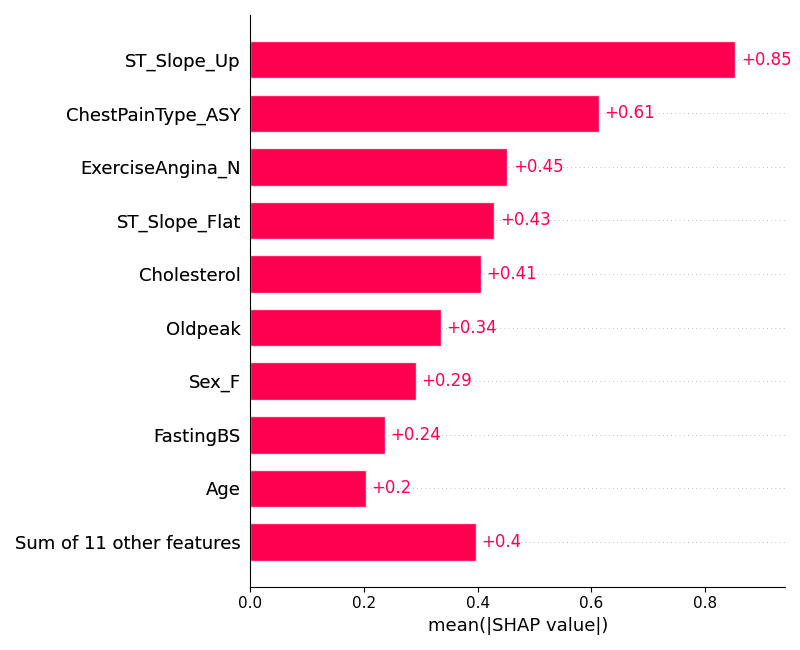 ST_Slope_Up +0.85
ChestPainType_ASY +0.61
ExerciseAngina_N +0.45
ST_Slope_Flat +0.43
Cholesterol +0.41
Oldpeak +0.34
Sex_F +0.29
FastingBS +0.24
Age +0.2
Sum of 11 other features +0.4
0.0 0.2 0.4 0.6 0.8
mean(|SHAP value|)